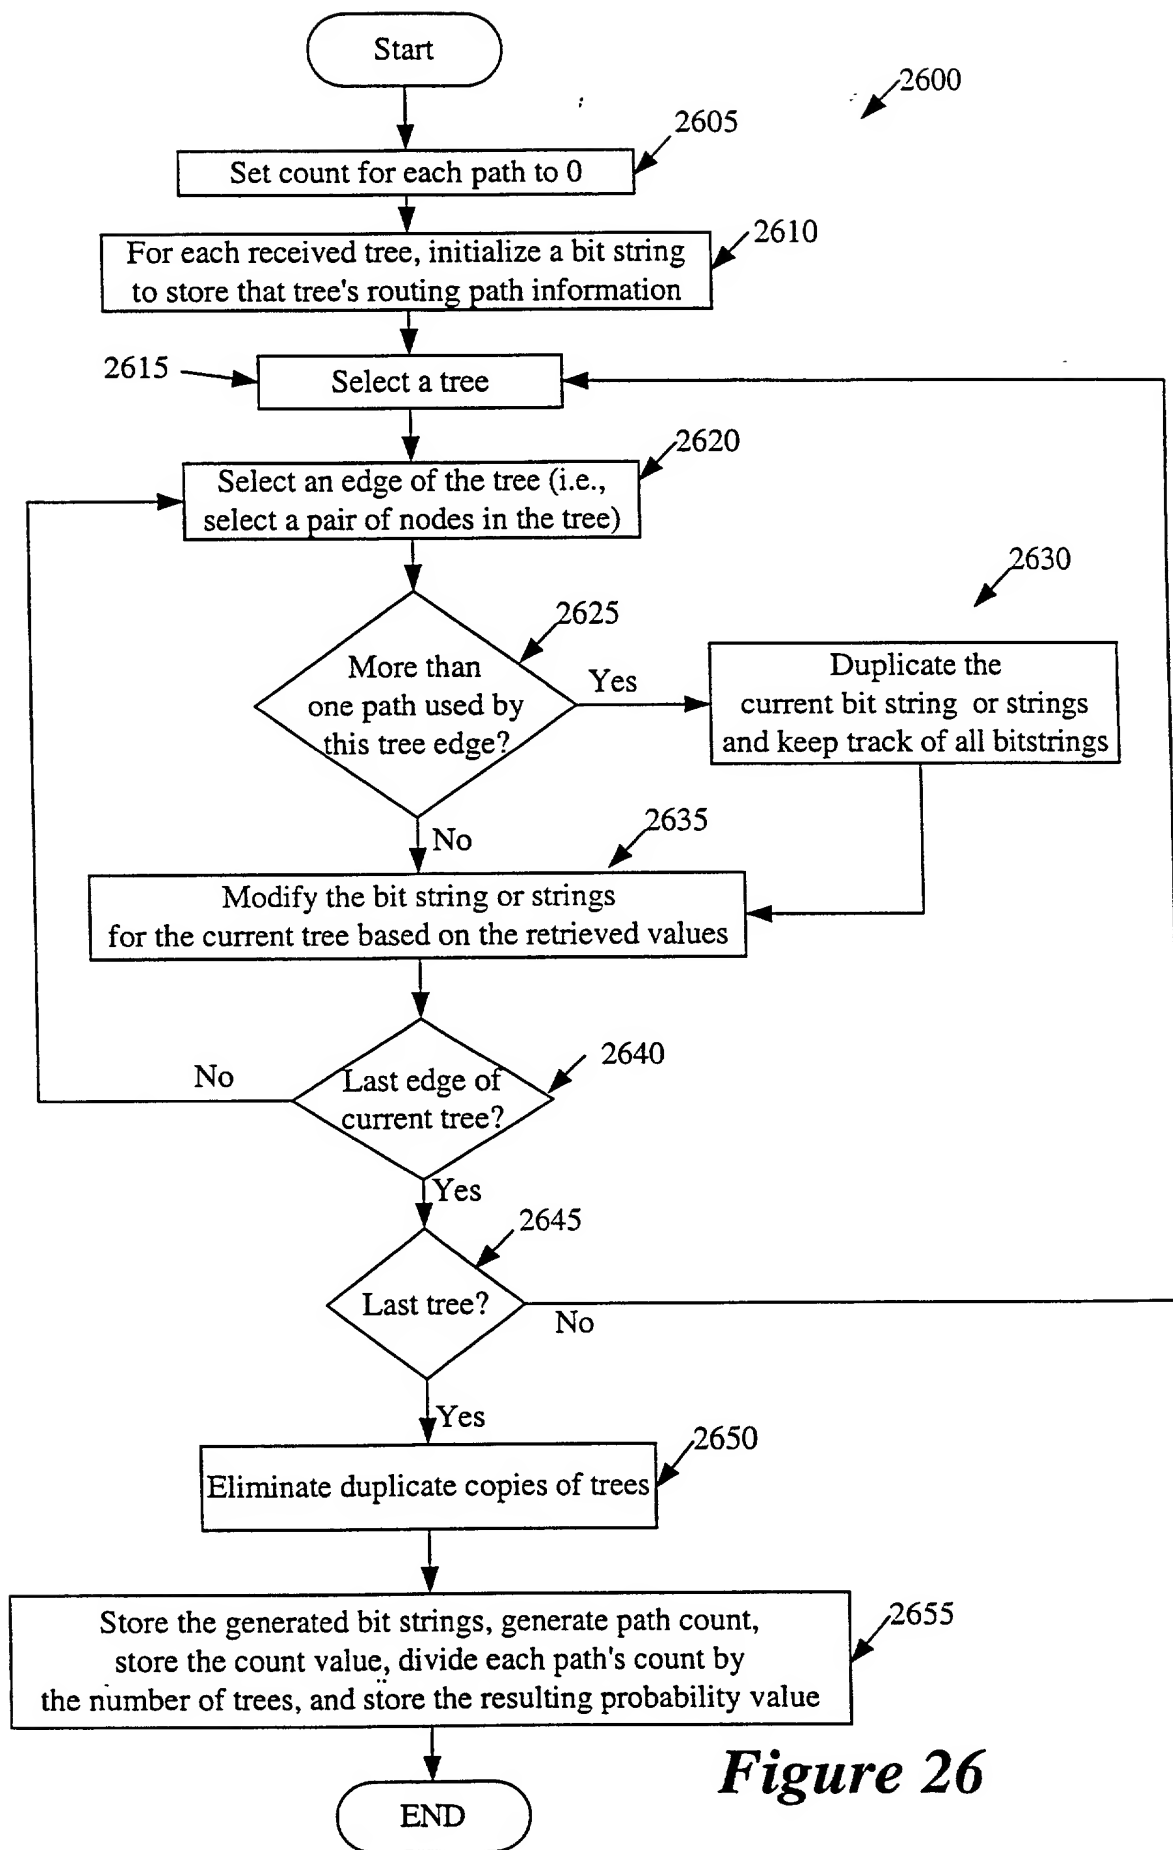 Start
2600
2605
Set count for each path to 0
2610
For each received tree, initialize a bit string
to store that tree's routing path information
2615
Select a tree
2620
Select an edge of the tree (i.e.,
select a pair of nodes in the tree)
2630
2625
More than
one path used by
this tree edge?
Yes
Duplicate the
current bit string or strings
and keep track of all bitstrings
No
2635
Modify the bit string or strings
for the current tree based on the retrieved values
2640
No
Last edge of
current tree?
Yes
2645
Last tree?
No
Yes
2650
Eliminate duplicate copies of trees
2655
Store the generated bit strings, generate path count,
store the count value, divide each path's count by
the number of trees, and store the resulting probability value
Figure 26
END